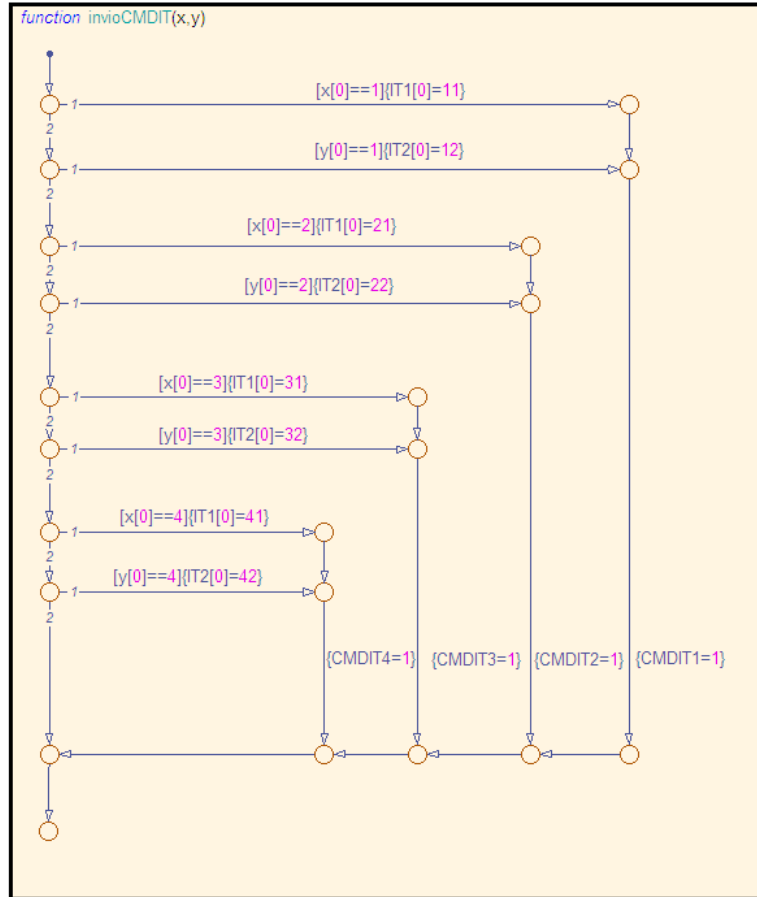 function invioCMDIT(x,y)
1 [x[0]==1]{IT1[0]=11}
2
1 [y[0]==1]{IT2[0]=12}
2
1 [x[0]==2]{IT1[0]=21}
2
1 [y[0]==2]{IT2[0]=22}
2
1 [x[0]==3]{IT1[0]=31}
2
1 [y[0]==3]{IT2[0]=32}
2
1 [x[0]==4]{IT1[0]=41}
2
1 [y[0]==4]{IT2[0]=42}
2
{CMDIT4=1} {CMDIT3=1} {CMDIT2=1} {CMDIT1=1}